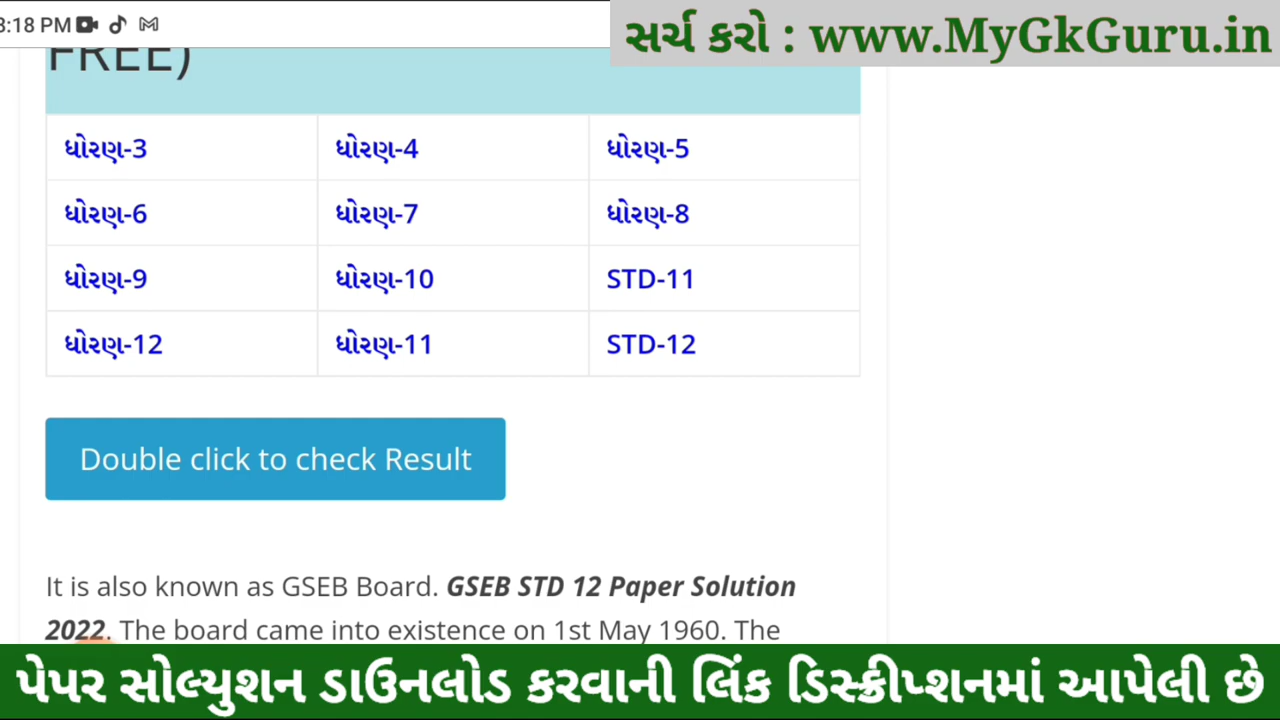 3:18 PM
સર્ચ કરો : www.MyGkGuru.in
FREE)
ધોરણ-3 ધોરણ-4 ધોરણ-5
ધોરણ-6 ધોરણ-7 ધોરણ-8
ધોરણ-9 ધોરણ-10 STD-11
ધોરણ-12 ધોરણ-11 STD-12
Double click to check Result
It is also known as GSEB Board. GSEB STD 12 Paper Solution
2022. The board came into existence on 1st May 1960. The
પેપર સોલ્યુશન ડાઉનલોડ કરવાની લિંક ડિસ્ક્રીપ્શનમાં આપેલી છે